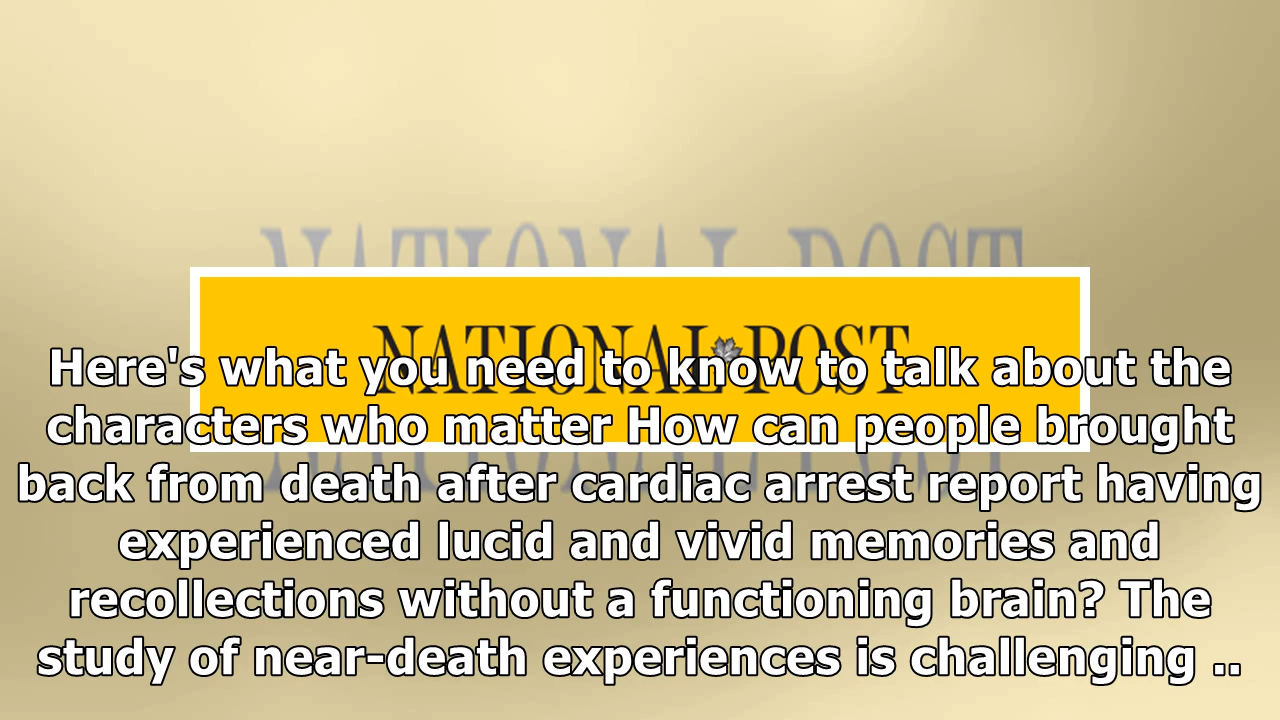 NATIONAL POST
NATIONAL POST
Here's what you need to know to talk about the
characters who matter How can people brought
back from death after cardiac arrest report having
experienced lucid and vivid memories and
recollections without a functioning brain? The
study of near-death experiences is challenging ..